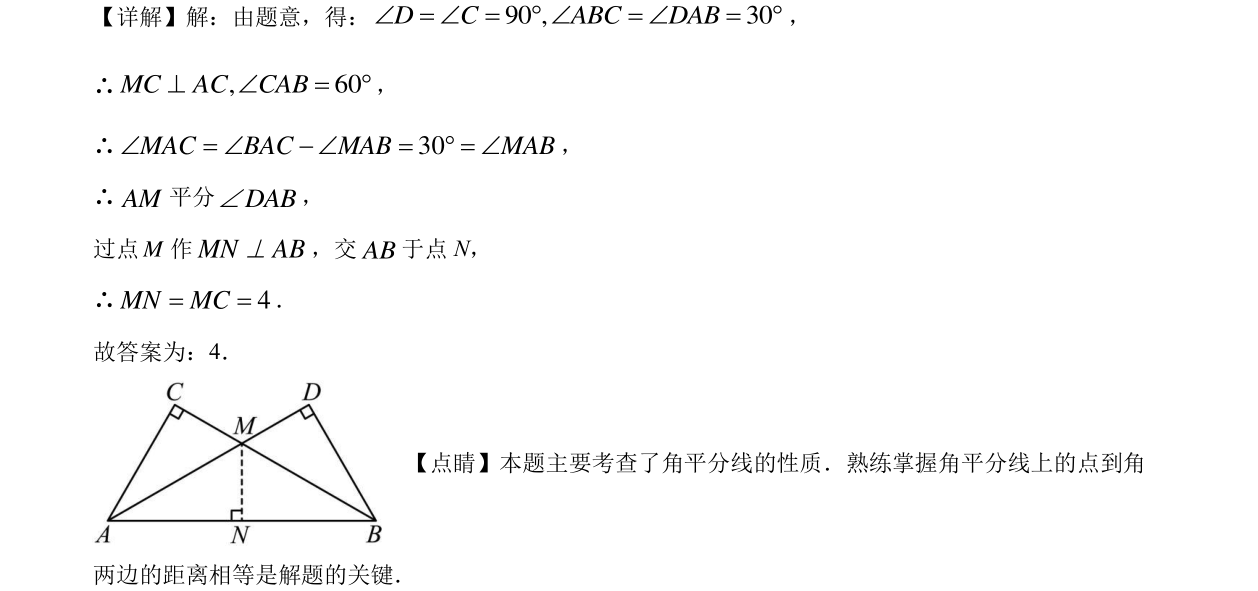 【详解】解：由题意，得：∠D = ∠C = 90°, ∠ABC = ∠DAB = 30°，
∴ MC ⊥ AC, ∠CAB = 60°，
∴ ∠MAC = ∠BAC − ∠MAB = 30° = ∠MAB，
∴ AM 平分 ∠DAB，
过点 M 作 MN ⊥ AB，交 AB 于点 N，
∴ MN = MC = 4．
故答案为：4．
C D
M
【点睛】本题主要考查了角平分线的性质．熟练掌握角平分线上的点到角
A N B
两边的距离相等是解题的关键．